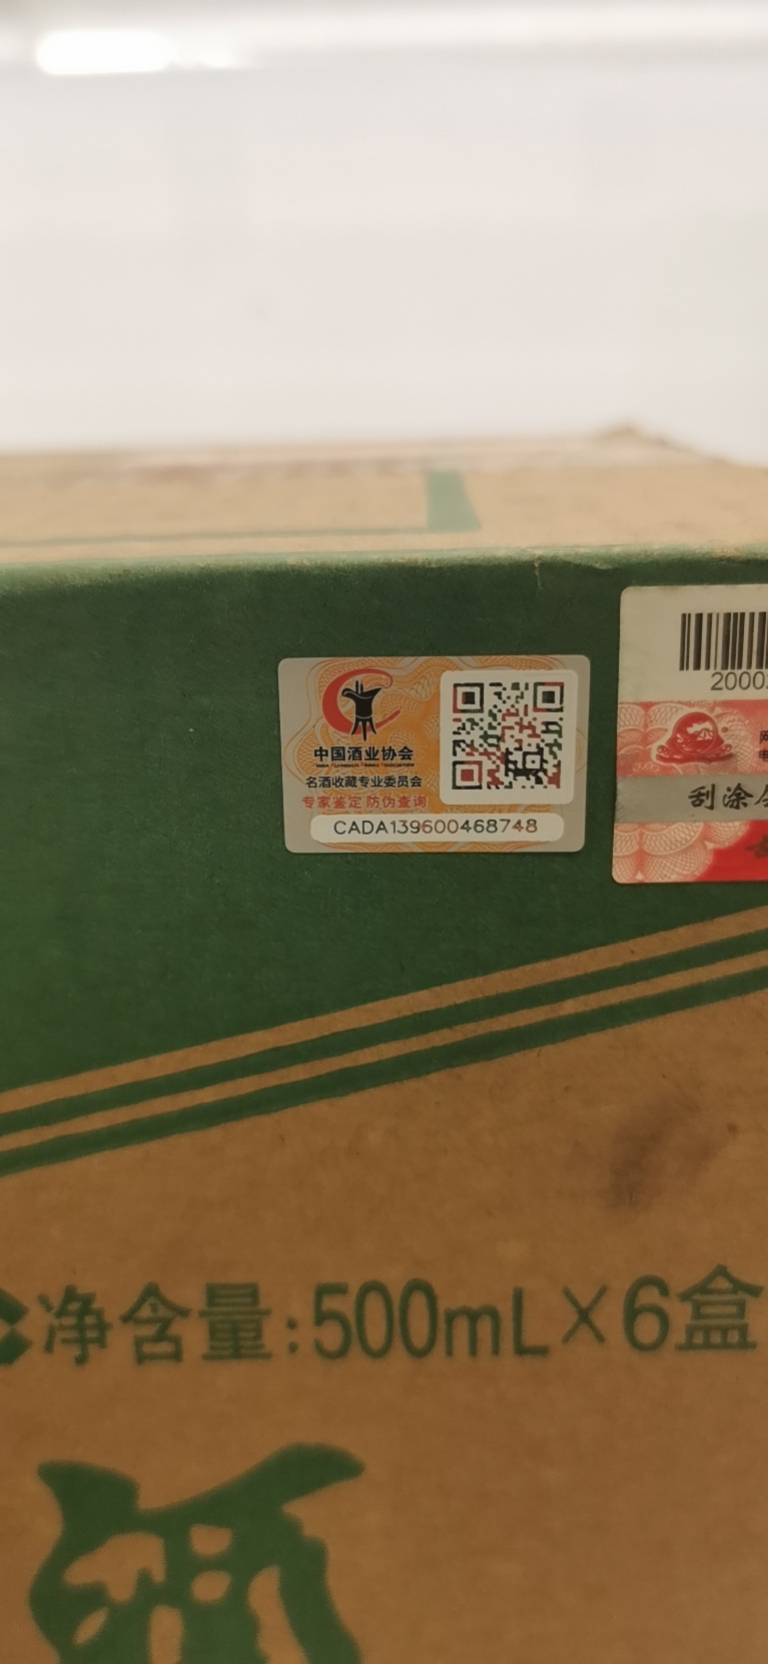 中国酒业协会
名酒收藏专业委员会
专家鉴定 防伪查询
CADA139600468748
2000
刮涂
净含量:500mL×6盒
酒